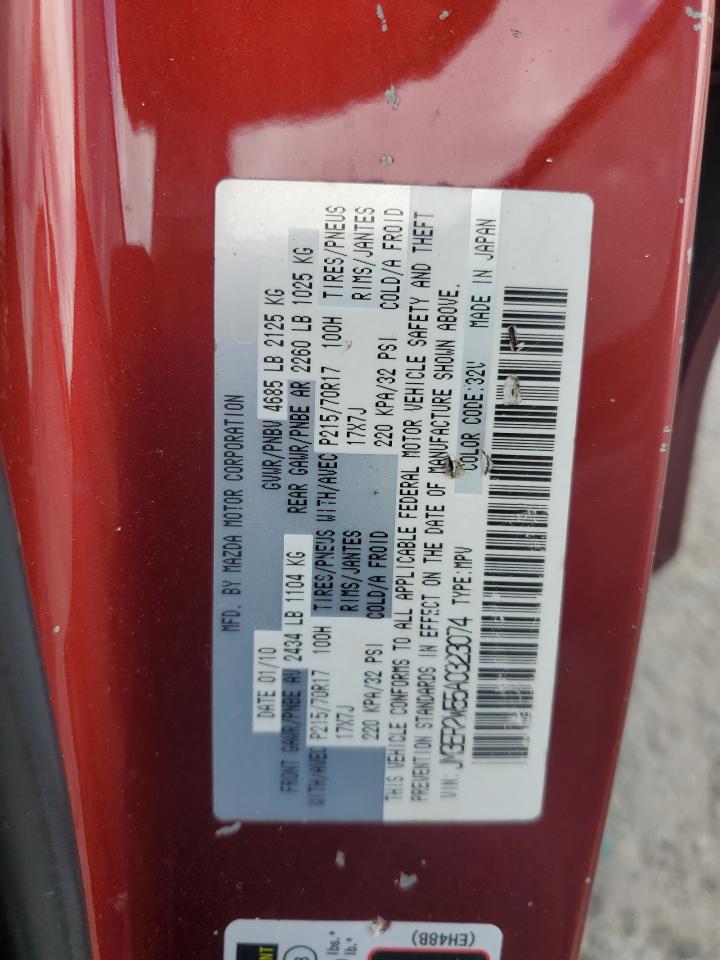 MFD. BY MAZDA MOTOR CORPORATION
DATE 01/10 GVWR/PNBV 4685 LB 2125 KG
FRONT GAWR/PNBE AV 2434 LB 1104 KG REAR GAWR/PNBE AR 2260 LB 1025 KG
WITH/AVEC P215/70R17 100H TIRES/PNEUS WITH/AVEC P215/70R17 100H TIRES/PNEUS
17X7J RIMS/JANTES 17X7J RIMS/JANTES
220 KPA/32 PSI COLD/A FROID 220 KPA/32 PSI COLD/A FROID
THIS VEHICLE CONFORMS TO ALL APPLICABLE FEDERAL MOTOR VEHICLE SAFETY AND THEFT
PREVENTION STANDARDS IN EFFECT ON THE DATE OF MANUFACTURE SHOWN ABOVE.
VIN: JM3ER2W55A0323074 TYPE:MPV COLOR CODE:32V MADE IN JAPAN
(EH48B)
lbs.*
lb.*